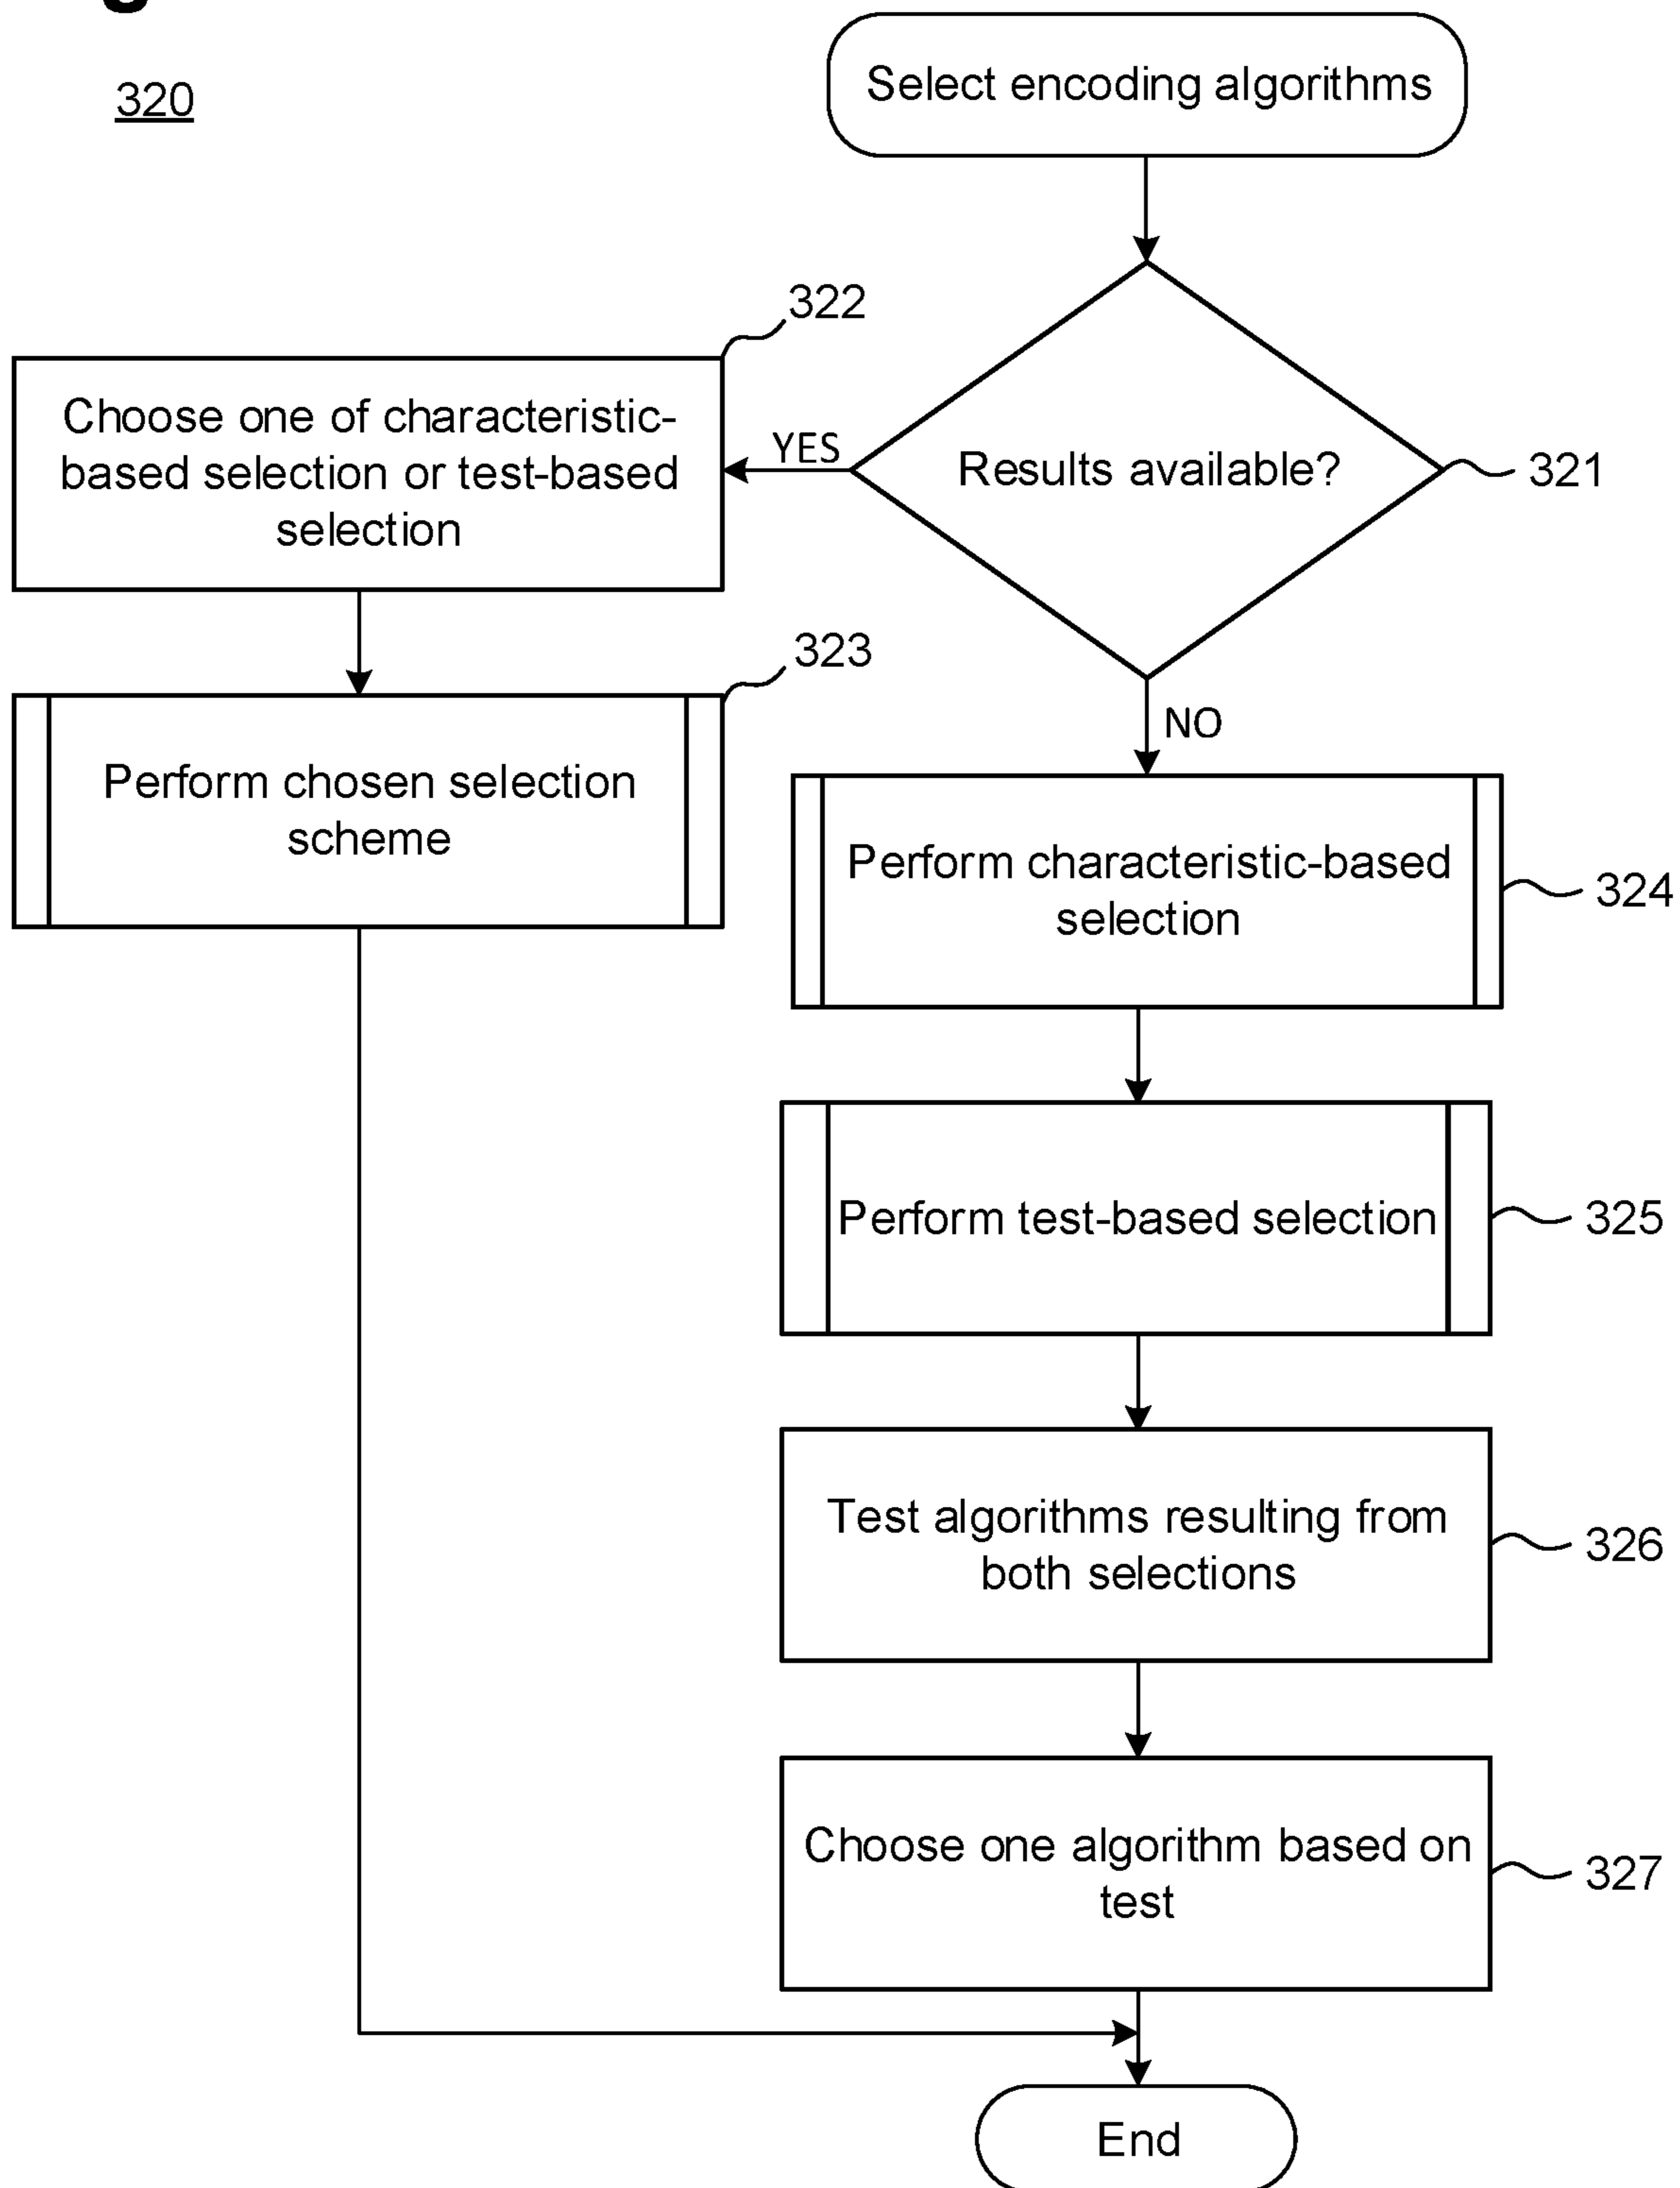 320
Select encoding algorithms
322
Choose one of characteristic-
based selection or test-based
selection
YES
Results available?
321
323
Perform chosen selection
scheme
NO
Perform characteristic-based
selection
324
Perform test-based selection
325
Test algorithms resulting from
both selections
326
Choose one algorithm based on
test
327
End